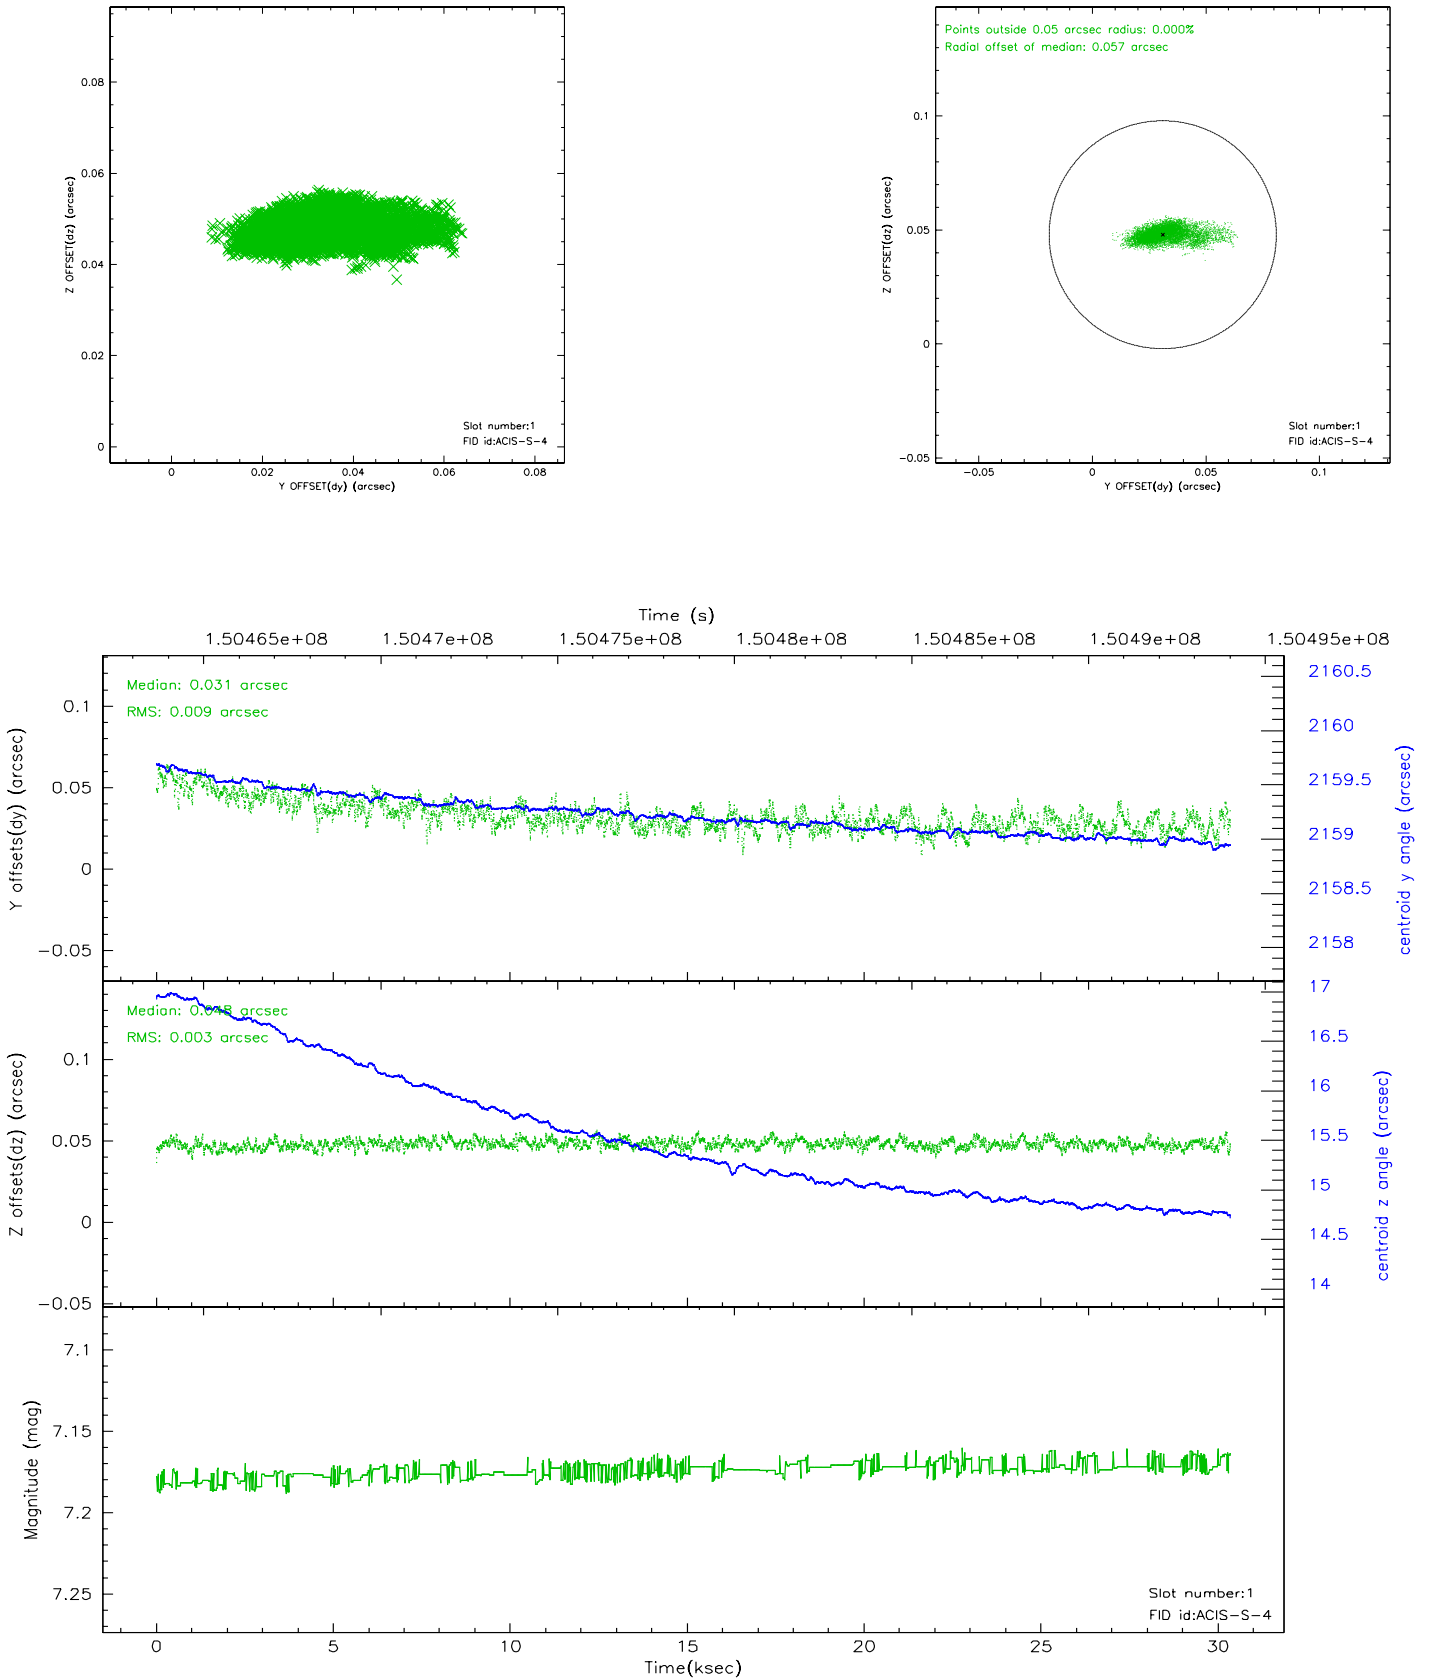 0.08
0.06
0.04
0.02
0
Z OFFSET(dz) (arcsec)
Slot number:1
FID id:ACIS-S-4
0 0.02 0.04 0.06 0.08
Y OFFSET(dy) (arcsec)
Points outside 0.05 arcsec radius: 0.000%
Radial offset of median: 0.057 arcsec
0.1
0.05
0
-0.05
Z OFFSET(dz) (arcsec)
Slot number:1
FID id:ACIS-S-4
-0.05 0 0.05 0.1
Y OFFSET(dy) (arcsec)
Time (s)
1.50465e+08 1.5047e+08 1.50475e+08 1.5048e+08 1.50485e+08 1.5049e+08 1.50495e+08
Median: 0.031 arcsec
RMS: 0.009 arcsec
0.1
0.05
0
-0.05
Y offsets(dy) (arcsec)
2160.5
2160
2159.5
2159
2158.5
2158
centroid y angle (arcsec)
Median: 0.048 arcsec
RMS: 0.003 arcsec
0.1
0.05
0
-0.05
Z offsets(dz) (arcsec)
17
16.5
16
15.5
15
14.5
14
centroid z angle (arcsec)
7.1
7.15
7.2
7.25
Magnitude (mag)
Slot number:1
FID id:ACIS-S-4
0 5 10 15 20 25 30
Time(ksec)